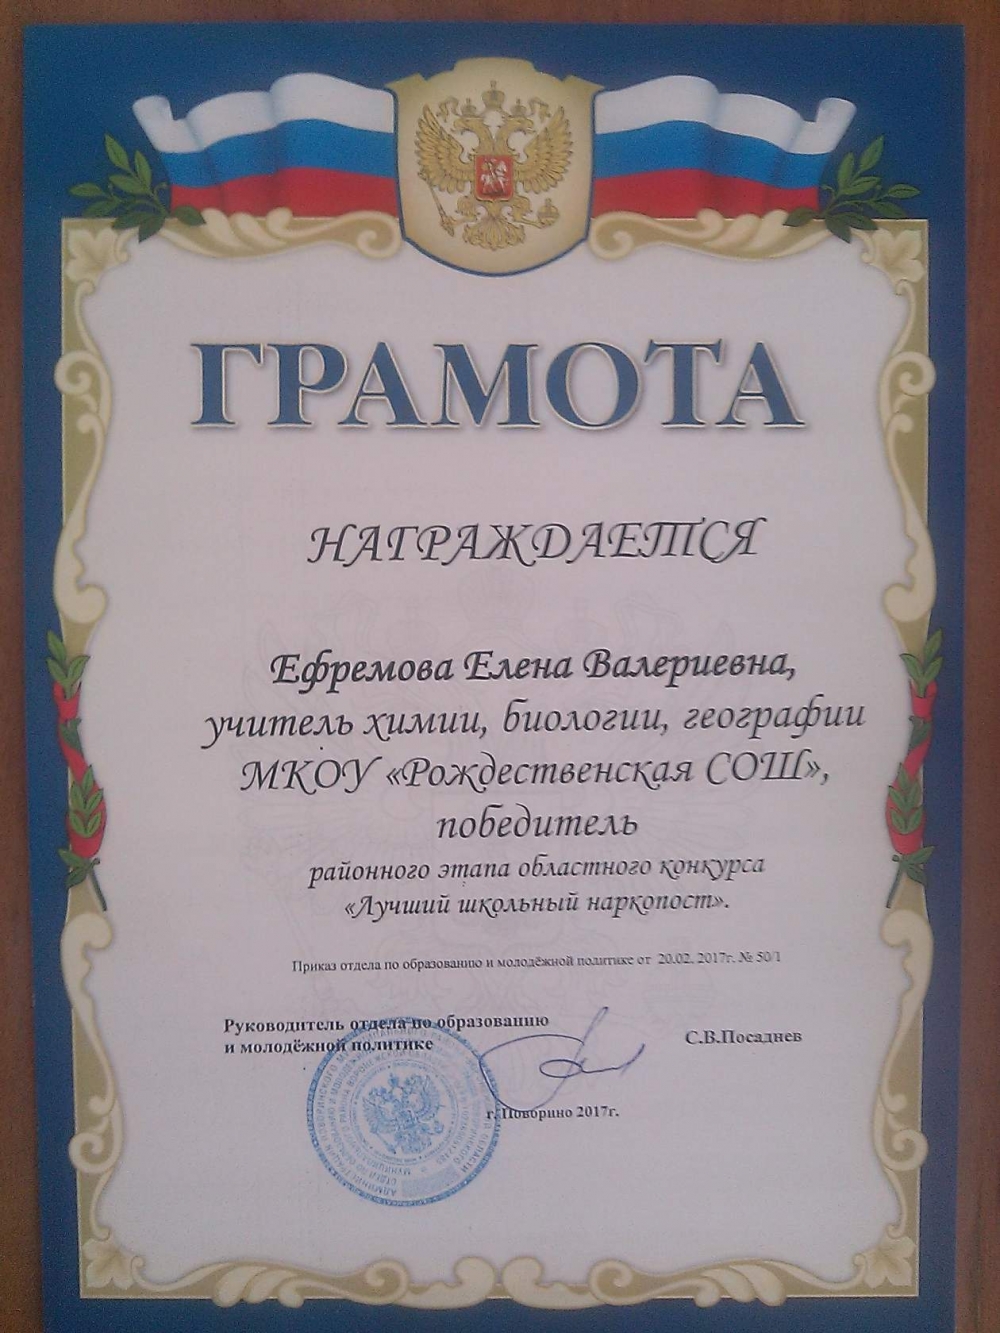 ГРАМОТА
НАГРАЖДАЕТСЯ
Ефремова Елена Валериевна,
учитель химии, биологии, географии
МКОУ «Рождественская СОШ»,
победитель
районного этапа областного конкурса
«Лучший школьный наркопост».
Приказ отдела по образованию и молодёжной политике от 20.02. 2017г. № 50/1
Руководитель отдела по образованию
и молодёжной политике
С.В.Посаднев
г. Поворино 2017г.